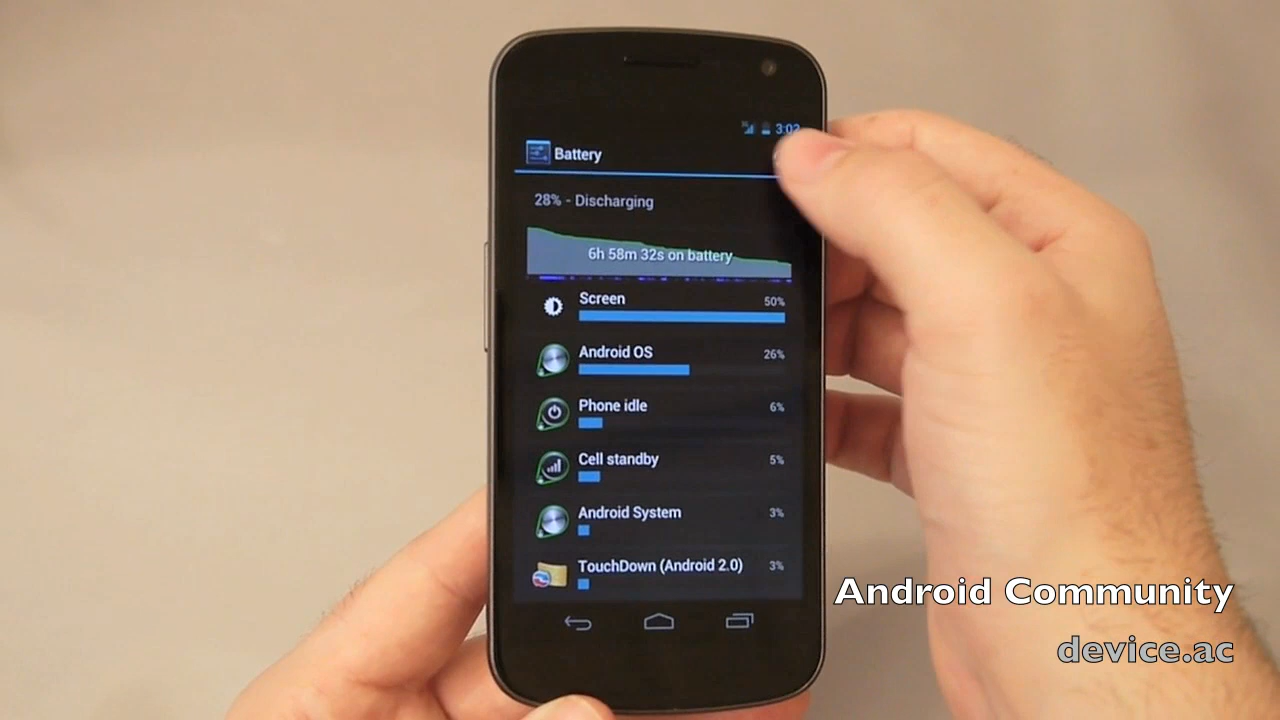 3:02
Battery
28% - Discharging
6h 58m 32s on battery
Screen 50%
Android OS 26%
Phone idle 6%
Cell standby 5%
Android System 3%
TouchDown (Android 2.0) 3%
Android Community
device.ac